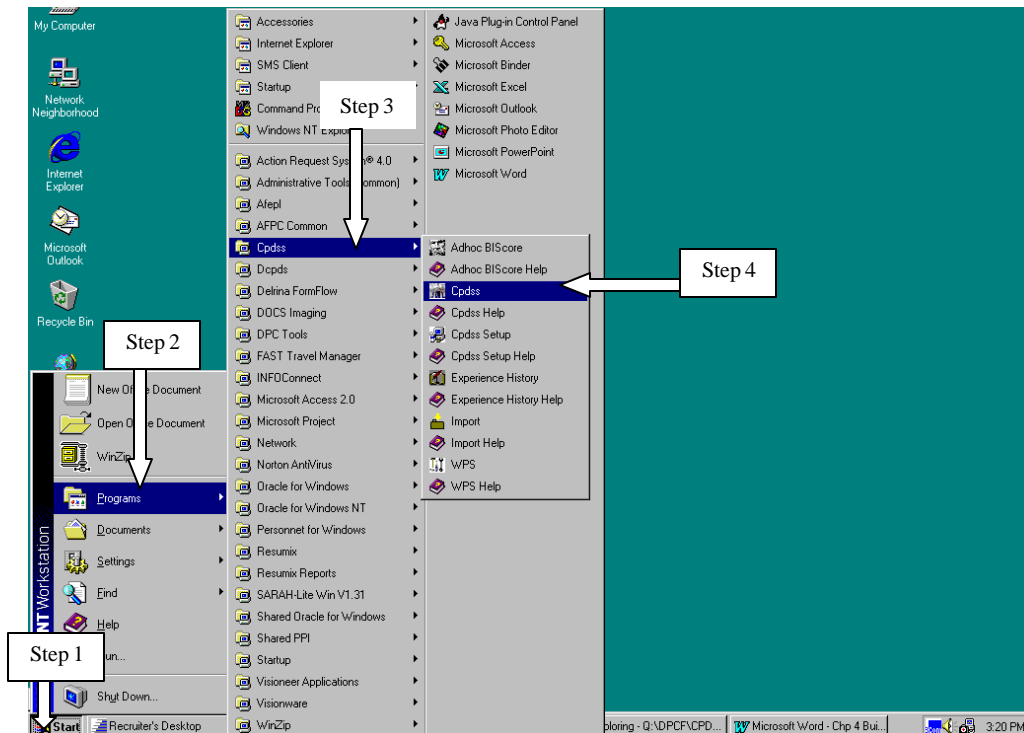 My Computer
Network
Neighborhood
Internet
Explorer
Microsoft
Outlook
Recycle Bin
Step 2
New Office Document
Open Office Document
WinZip
Programs
Documents
Settings
Find
Help
Shut Down...
NT Workstation
Step 1
Start
Recruiter's Desktop
Accessories
Internet Explorer
SMS Client
Startup
Command Pro
Windows NT Explorer
Step 3
Action Request System® 4.0
Administrative Tools (Common)
Afepl
AFPC Common
Cpdss
Dcpds
Delrina FormFlow
DOCS Imaging
DPC Tools
FAST Travel Manager
INFOConnect
Microsoft Access 2.0
Microsoft Project
Network
Norton AntiVirus
Oracle for Windows
Oracle for Windows NT
Personnet for Windows
Resumix
Resumix Reports
SARAH-Lite Win V1.31
Shared Oracle for Windows
Shared PPI
Startup
Visioneer Applications
Visionware
WinZip
Java Plug-in Control Panel
Microsoft Access
Microsoft Binder
Microsoft Excel
Microsoft Outlook
Microsoft Photo Editor
Microsoft PowerPoint
Microsoft Word
Adhoc BIScore
Adhoc BIScore Help
Cpdss
Cpdss Help
Cpdss Setup
Cpdss Setup Help
Experience History
Experience History Help
Import
Import Help
WPS
WPS Help
Step 4
ploring - Q:\DPCF\CPD...
Microsoft Word - Chp 4 Bui...
3:20 PM